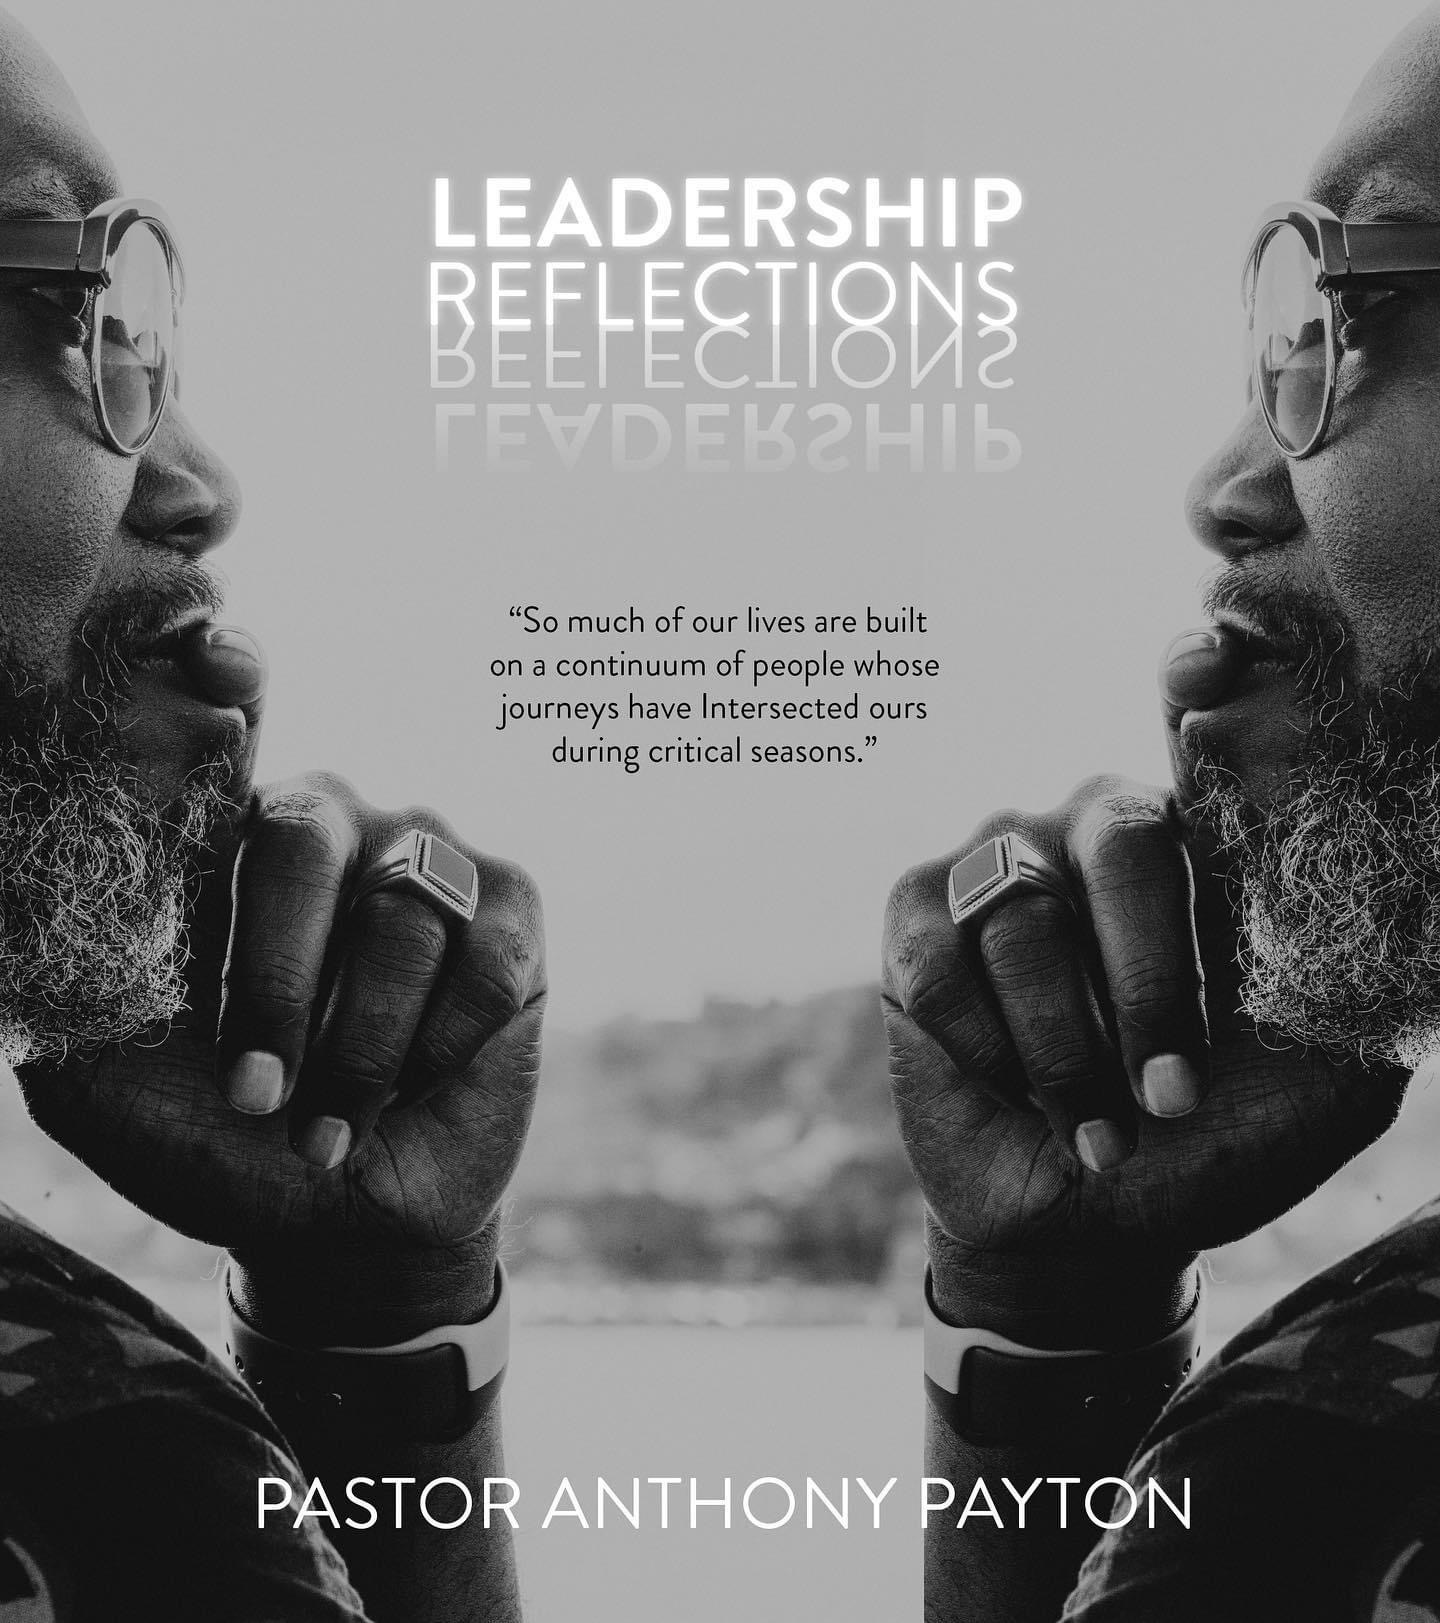 LEADERSHIP
REFLECTIONS
REFLECTIONS
LEADERSHIP
“So much of our lives are built
on a continuum of people whose
journeys have Intersected ours
during critical seasons.”
PASTOR ANTHONY PAYTON